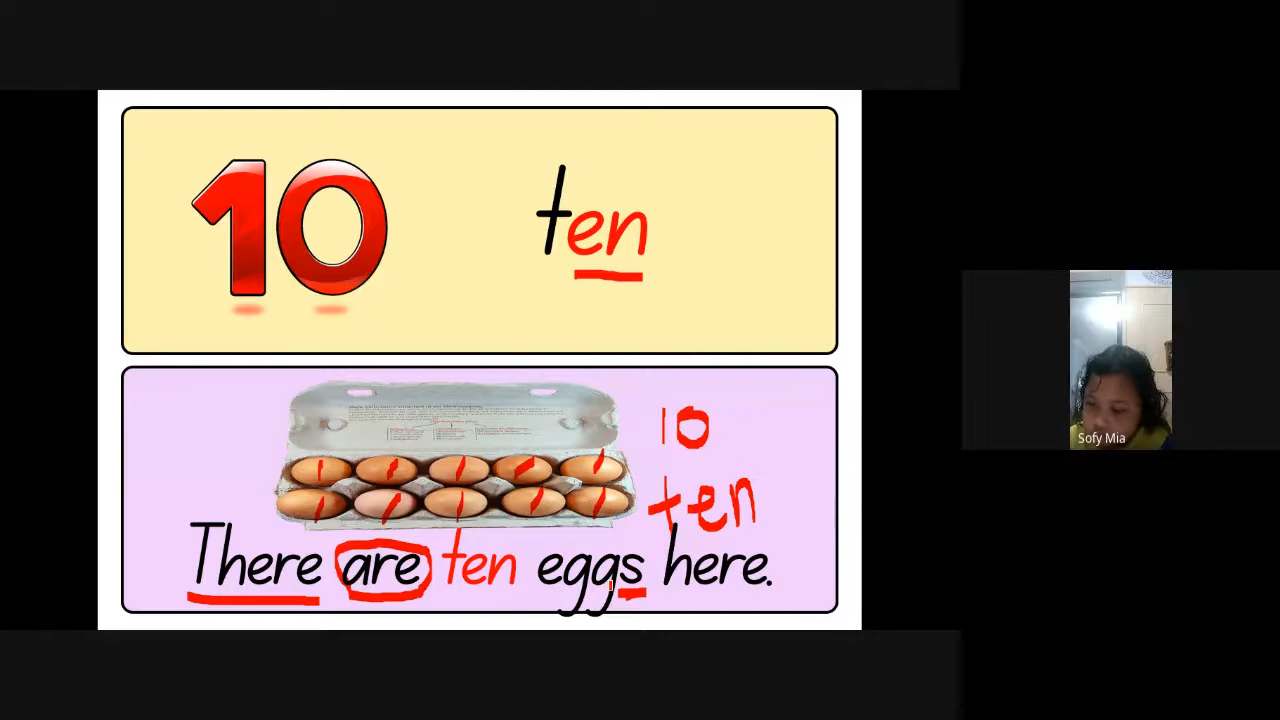 10 ten
10
ten
There are ten eggs here.
Sofy Mia